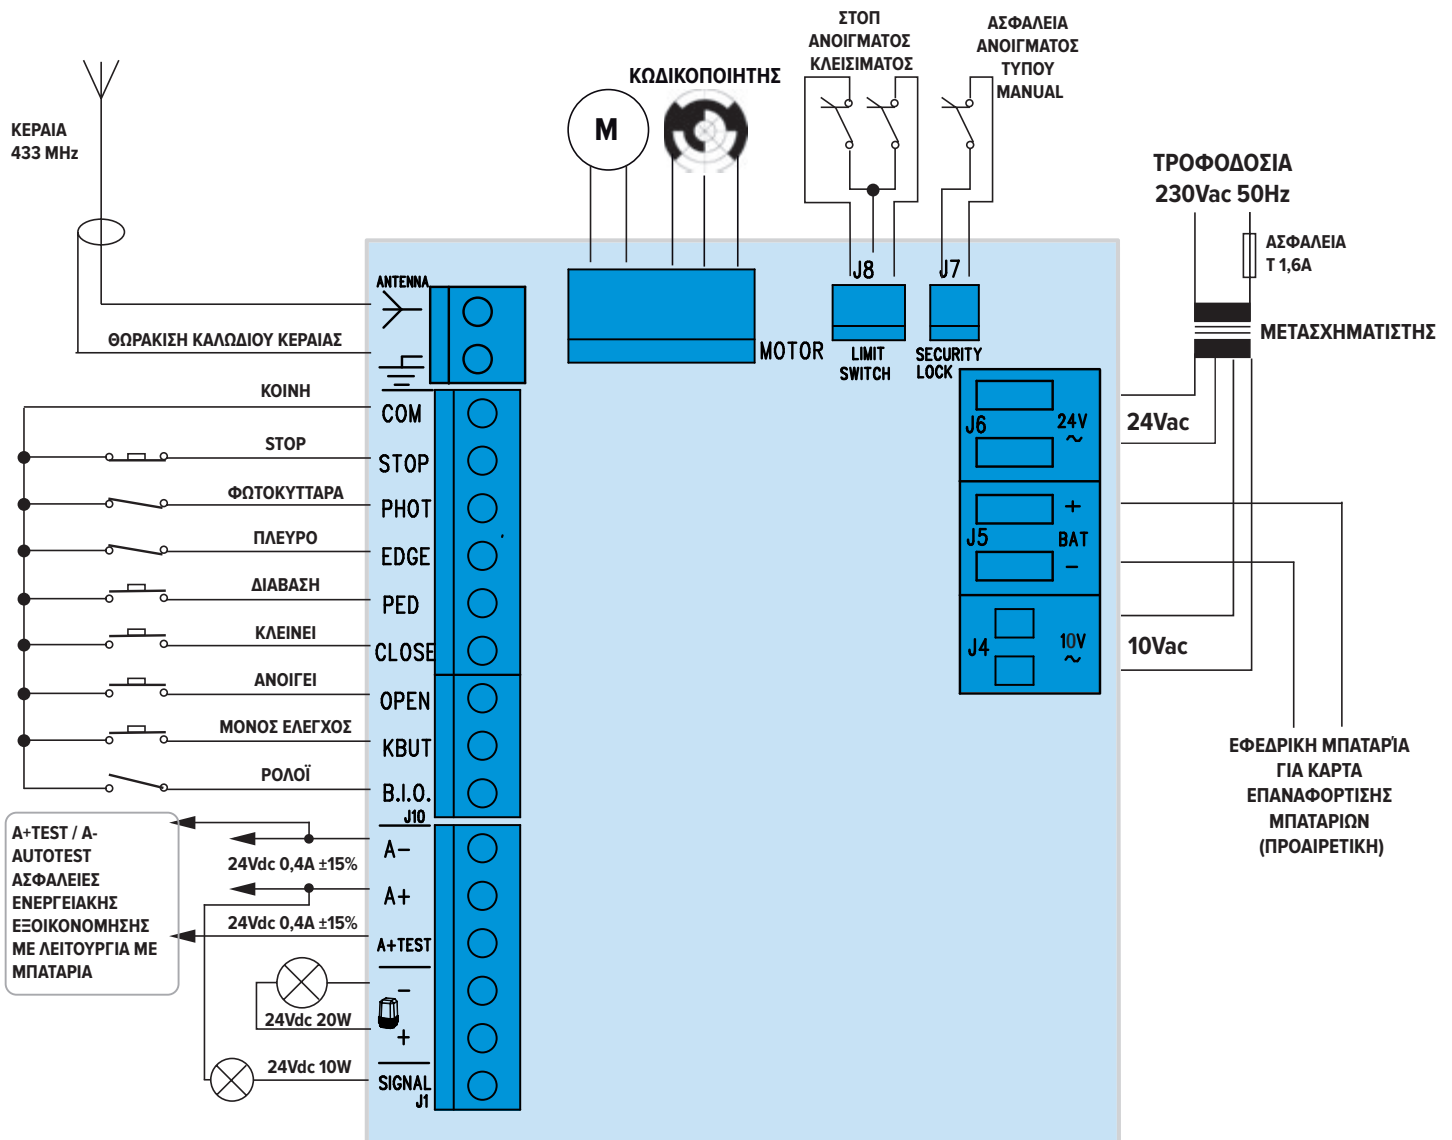 ΣΤΟΠ
ΑΝΟΙΓΜΑΤΟΣ
ΚΛΕΙΣΙΜΑΤΟΣ
ΑΣΦΑΛΕΙΑ
ΑΝΟΙΓΜΑΤΟΣ
ΤΥΠΟΥ
MANUAL
ΚΩΔΙΚΟΠΟΙΗΤΗΣ
M
ΚΕΡΑΙΑ
433 MHz
ΤΡΟΦΟΔΟΣΙΑ
230Vac 50Hz
ΑΣΦΑΛΕΙΑ
T 1,6A
ΜΕΤΑΣΧΗΜΑΤΙΣΤΗΣ
ANTENNA
ΘΩΡΑΚΙΣΗ ΚΑΛΩΔΙΟΥ ΚΕΡΑΙΑΣ
MOTOR
J8
LIMIT
SWITCH
J7
SECURITY
LOCK
ΚΟΙΝΗ
COM
STOP
STOP
ΦΩΤΟΚΥΤΤΑΡΑ
PHOT
ΠΛΕΥΡΟ
EDGE
ΔΙΑΒΑΣΗ
PED
ΚΛΕΙΝΕΙ
CLOSE
ΑΝΟΙΓΕΙ
OPEN
ΜΟΝΟΣ ΕΛΕΓΧΟΣ
KBUT
ΡΟΛΟΪ
B.I.O.
J10
J6
24V
~
24Vac
J5
+
BAT
−
J4
10V
~
10Vac
ΕΦΕΔΡΙΚΗ ΜΠΑΤΑΡΊΑ
ΓΙΑ ΚΑΡΤΑ
ΕΠΑΝΑΦΟΡΤΙΣΗΣ
ΜΠΑΤΑΡΙΩΝ
(ΠΡΟΑΙΡΕΤΙΚΗ)
A+TEST / A-
AUTOTEST
ΑΣΦΑΛΕΙΕΣ
ΕΝΕΡΓΕΙΑΚΗΣ
ΕΞΟΙΚΟΝΟΜΗΣΗΣ
ΜΕ ΛΕΙΤΟΥΡΓΙΑ ΜΕ
ΜΠΑΤΑΡΙΑ
A−
24Vdc 0,4A ±15%
A+
24Vdc 0,4A ±15%
A+TEST
−
24Vdc 20W
+
24Vdc 10W
SIGNAL
J1